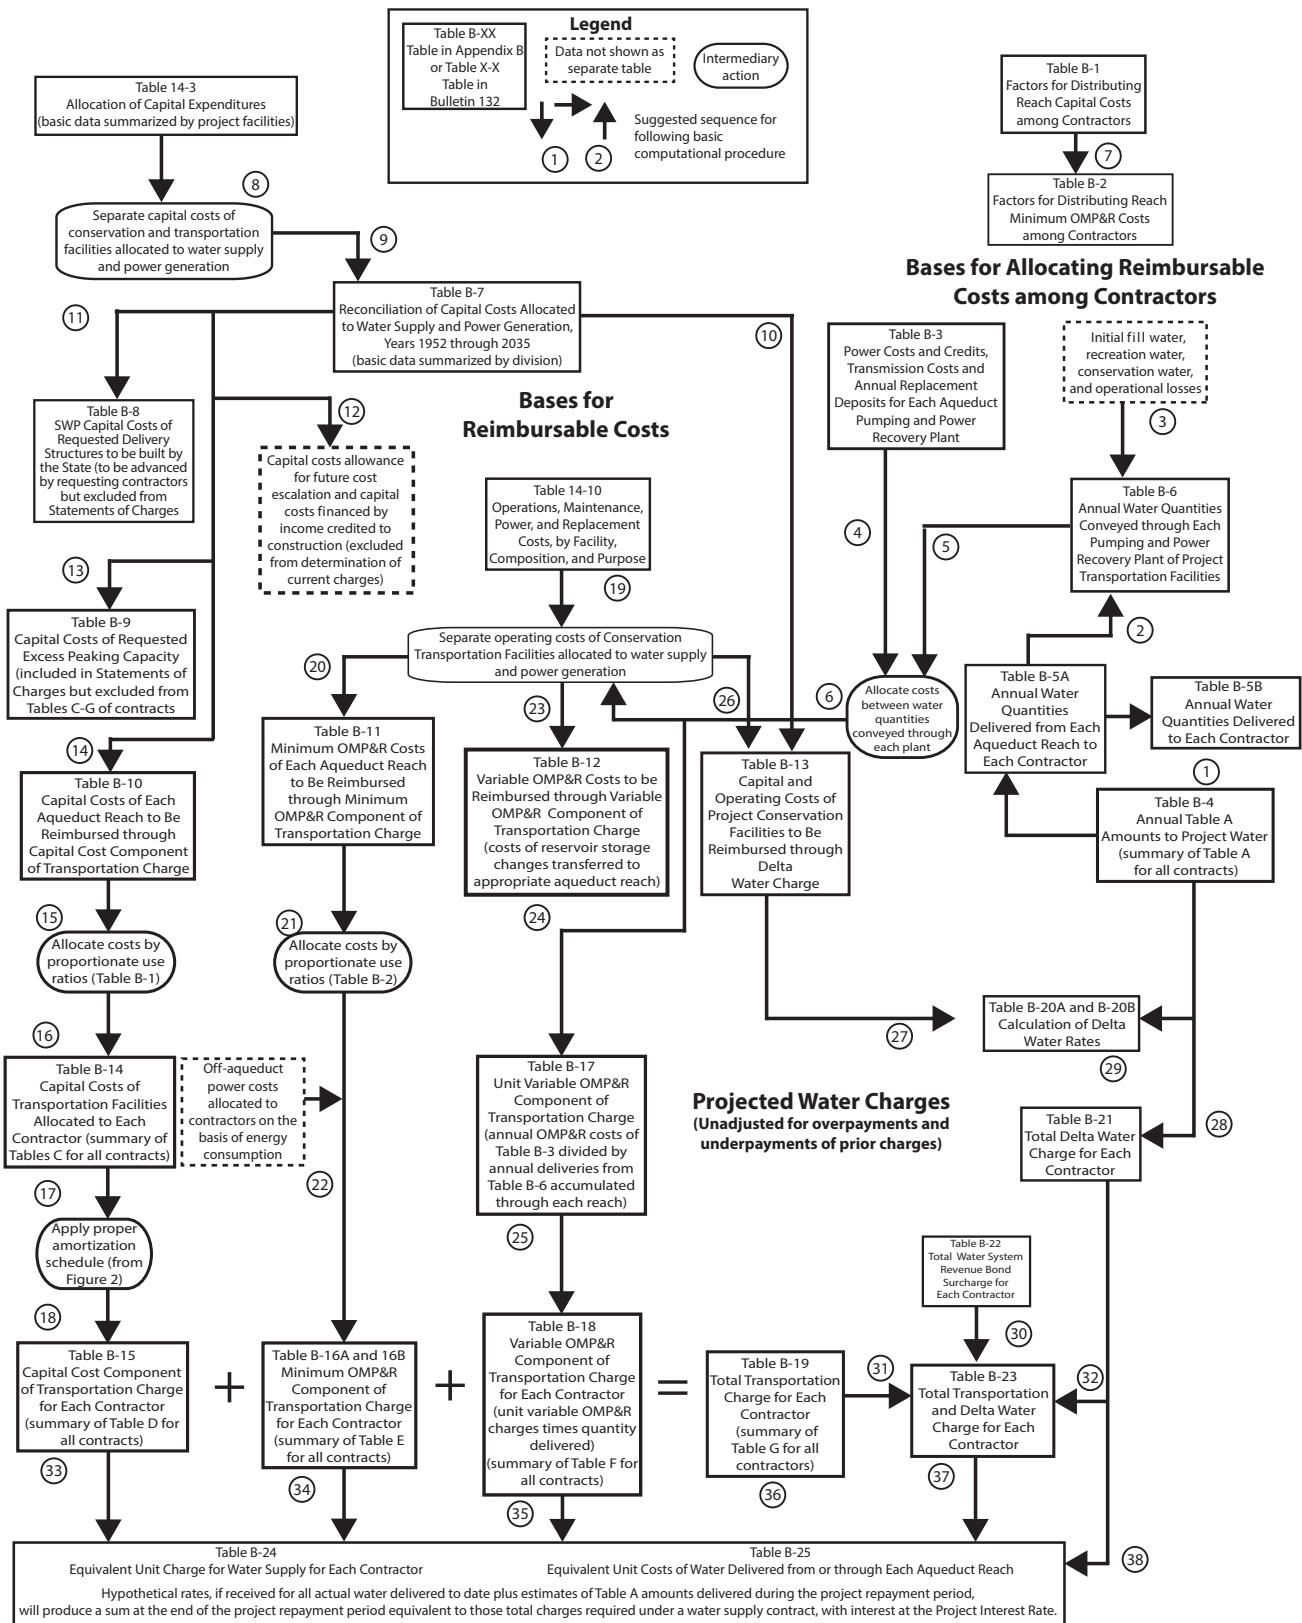 Legend
Table B-XX
Table in Appendix B
or Table X-X
Table in
Bulletin 132
Data not shown as
separate table
Intermediary
action
1
2
Suggested sequence for
following basic
computational procedure
Table 14-3
Allocation of Capital Expenditures
(basic data summarized by project facilities)
8
Separate capital costs of
conservation and transportation
facilities allocated to water supply
and power generation
9
Table B-7
Reconciliation of Capital Costs Allocated
to Water Supply and Power Generation,
Years 1952 through 2035
(basic data summarized by division)
10
11
Table B-8
SWP Capital Costs of
Requested Delivery
Structures to be built by
the State (to be advanced
by requesting contractors
but excluded from
Statements of Charges
12
Capital costs allowance
for future cost
escalation and capital
costs financed by
income credited to
construction (excluded
from determination of
current charges)
13
Table B-9
Capital Costs of Requested
Excess Peaking Capacity
(included in Statements of
Charges but excluded from
Tables C-G of contracts)
14
Table B-10
Capital Costs of Each
Aqueduct Reach to Be
Reimbursed through
Capital Cost Component
of Transportation Charge
15
Allocate costs by
proportionate use
ratios (Table B-1)
16
Table B-14
Capital Costs of
Transportation Facilities
Allocated to Each
Contractor (summary of
Tables C for all contracts)
17
Apply proper
amortization
schedule (from
Figure 2)
18
Table B-15
Capital Cost Component
of Transportation Charge
for Each Contractor
(summary of Table D for
all contracts)
33
Bases for
Reimbursable Costs
Table 14-10
Operations, Maintenance,
Power, and Replacement
Costs, by Facility,
Composition, and Purpose
19
Separate operating costs of Conservation
Transportation Facilities allocated to water supply
and power generation
20
23
26
Table B-11
Minimum OMP&R Costs
of Each Aqueduct Reach
to Be Reimbursed
through Minimum
OMP&R Component of
Transportation Charge
21
Allocate costs by
proportionate use
ratios (Table B-2)
Off-aqueduct
power costs
allocated to
contractors on the
basis of energy
consumption
22
+
Table B-16A and 16B
Minimum OMP&R
Component of
Transportation Charge
for Each Contractor
(summary of Table E
for all contracts)
34
Table B-12
Variable OMP&R Costs to be
Reimbursed through Variable
OMP&R Component of
Transportation Charge
(costs of reservoir storage
changes transferred to
appropriate aqueduct reach)
24
Table B-17
Unit Variable OMP&R
Component of
Transportation Charge
(annual OMP&R costs of
Table B-3 divided by
annual deliveries from
Table B-6 accumulated
through each reach)
25
+
Table B-18
Variable OMP&R
Component of
Transportation Charge
for Each Contractor
(unit variable OMP&R
charges times quantity
delivered)
(summary of Table F for
all contracts)
35
Table B-13
Capital and
Operating Costs of
Project Conservation
Facilities to Be
Reimbursed through
Delta
Water Charge
27
Table B-1
Factors for Distributing
Reach Capital Costs
among Contractors
7
Table B-2
Factors for Distributing Reach
Minimum OMP&R Costs
among Contractors
Bases for Allocating Reimbursable
Costs among Contractors
Table B-3
Power Costs and Credits,
Transmission Costs and
Annual Replacement
Deposits for Each Aqueduct
Pumping and Power
Recovery Plant
Initial fill water,
recreation water,
conservation water,
and operational losses
3
Table B-6
Annual Water Quantities
Conveyed through Each
Pumping and Power
Recovery Plant of Project
Transportation Facilities
4
5
2
6
Allocate costs
between water
quantities
conveyed through
each plant
Table B-5A
Annual Water
Quantities
Delivered from Each
Aqueduct Reach to
Each Contractor
Table B-5B
Annual Water
Quantities Delivered
to Each Contractor
1
Table B-4
Annual Table A
Amounts to Project Water
(summary of Table A
for all contracts)
Table B-20A and B-20B
Calculation of Delta
Water Rates
29
Projected Water Charges
(Unadjusted for overpayments and
underpayments of prior charges)
Table B-21
Total Delta Water
Charge for Each
Contractor
28
Table B-22
Total Water System
Revenue Bond
Surcharge for
Each Contractor
30
=
Table B-19
Total Transportation
Charge for Each
Contractor
(summary of
Table G for all
contractors)
36
31
Table B-23
Total Transportation
and Delta Water
Charge for Each
Contractor
32
37
38
Table B-24
Equivalent Unit Charge for Water Supply for Each Contractor
Table B-25
Equivalent Unit Costs of Water Delivered from or through Each Aqueduct Reach
Hypothetical rates, if received for all actual water delivered to date plus estimates of Table A amounts delivered during the project repayment period,
will produce a sum at the end of the project repayment period equivalent to those total charges required under a water supply contract, with interest at the Project Interest Rate.